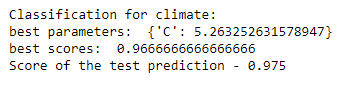 Classification for climate:
best parameters:  {'C': 5.263252631578947}
best scores:  0.9666666666666666
Score of the test prediction - 0.975